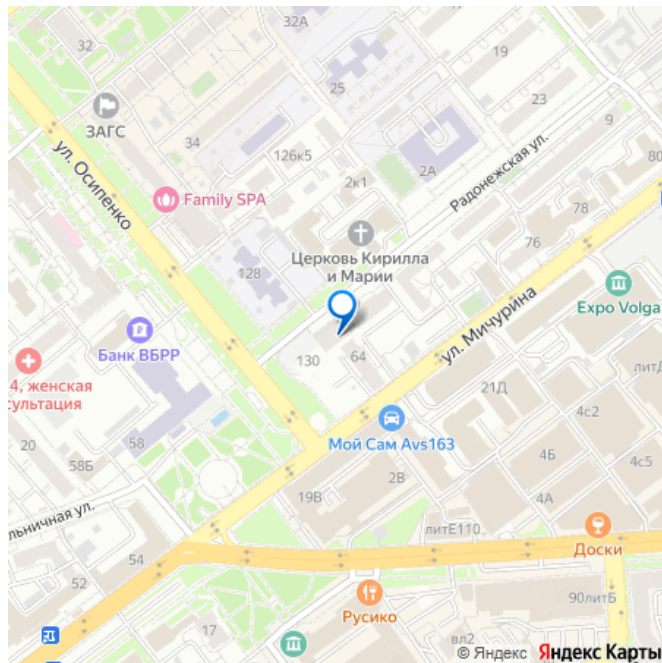 32А
32
19
25
23
ЗАГС
9
34
126к5
2А
80
ул. Осипенко
2к1
Радонежская ул.
Family SPA
78
Церковь Кирилла
и Марии
76
128
Expo Volga
ул. Мичурина
Банк ВБРР
130
64
4, женская
сультация
21Д
лит
4с2
Мой Сам Avs163
20
58
58Б
4Б
4с5
19В
2В
4А
льничная ул.
литЕ110
Доски
54
52
90литБ
Русико
17
вл2
© Яндекс Яндекс Карты